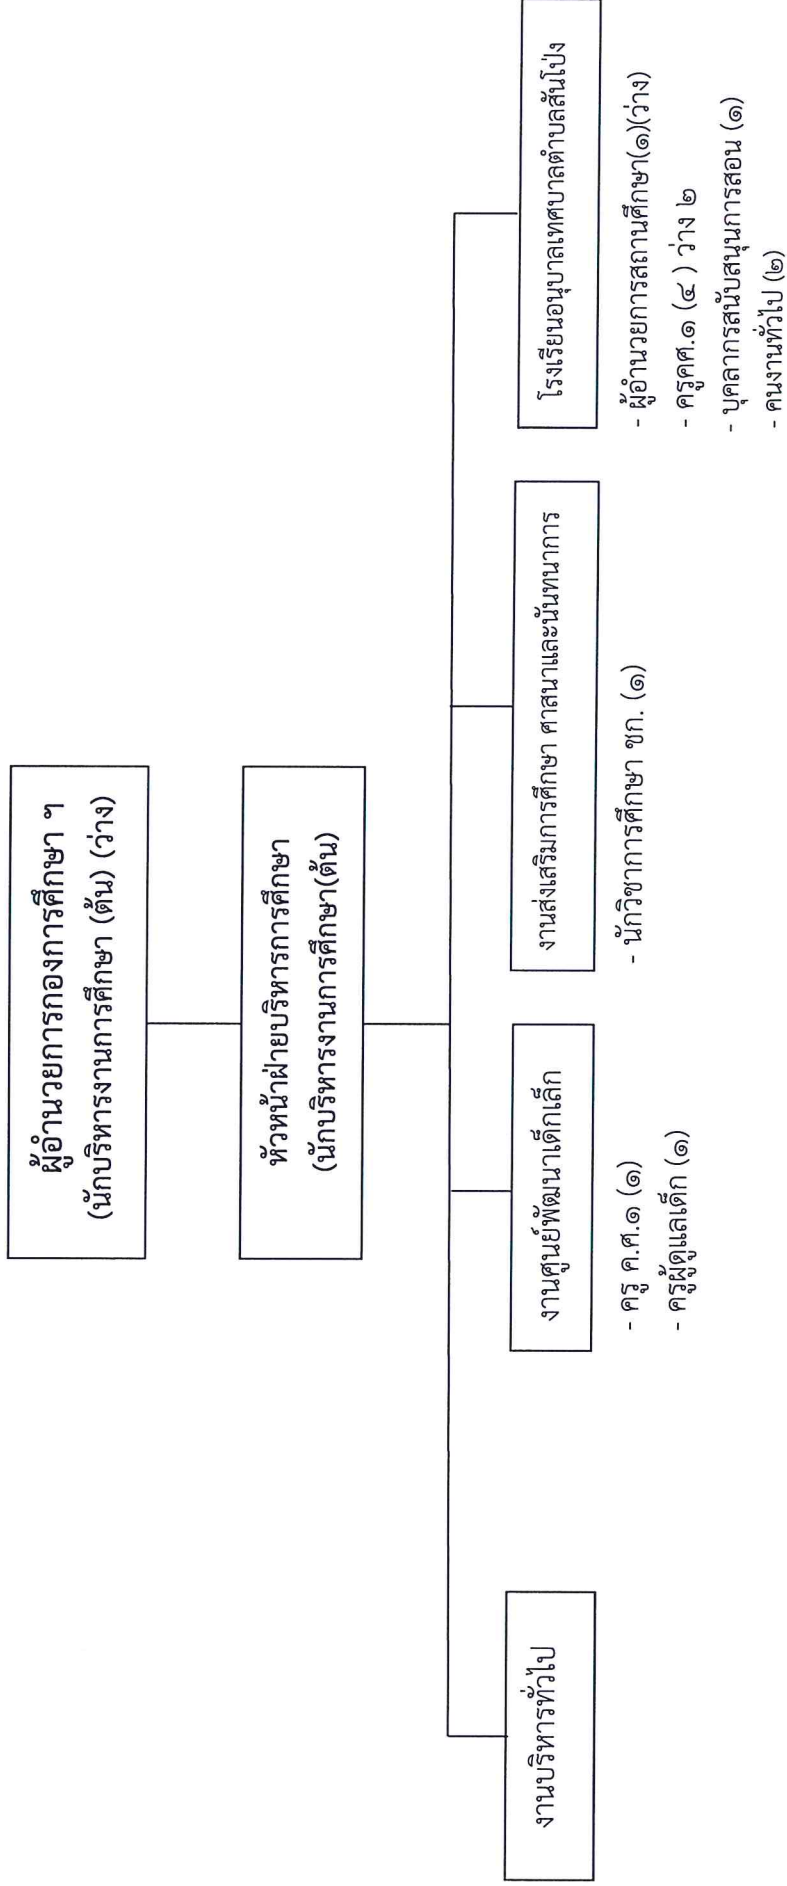 ผู้อำนวยการกองการศึกษา ฯ
(นักบริหารงานการศึกษา (ต้น) (ว่าง)
หัวหน้าฝ่ายบริหารการศึกษา
(นักบริหารงานการศึกษา(ต้น)
งานบริหารทั่วไป
งานศูนย์พัฒนาเด็กเล็ก
- ครู ค.ศ.๑ (๑)
- ครูผู้ดูแลเด็ก (๑)
งานส่งเสริมการศึกษา ศาสนาและนันทนาการ
- นักวิชาการศึกษา ชก. (๑)
โรงเรียนอนุบาลเทศบาลตำบลสันโป่ง
- ผู้อำนวยการสถานศึกษา(๑)(ว่าง)
- ครูคศ.๑ (๔ ) ว่าง ๒
- บุคลากรสนับสนุนการสอน (๑)
- คนงานทั่วไป (๒)